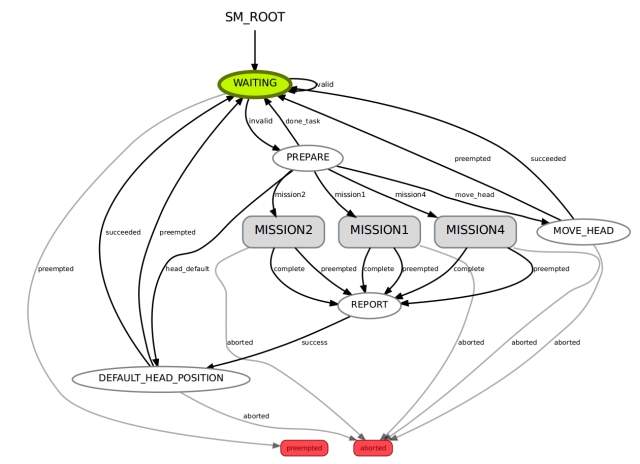 SM_ROOT
WAITING
valid
invalid
done_task
PREPARE
preempted
succeeded
mission2
mission1
mission4
move_head
MISSION2
MISSION1
MISSION4
MOVE_HEAD
succeeded
preempted
preempted
head_default
complete
preempted
complete
preempted
complete
preempted
REPORT
aborted
success
aborted
aborted
aborted
DEFAULT_HEAD_POSITION
aborted
preempted
aborted